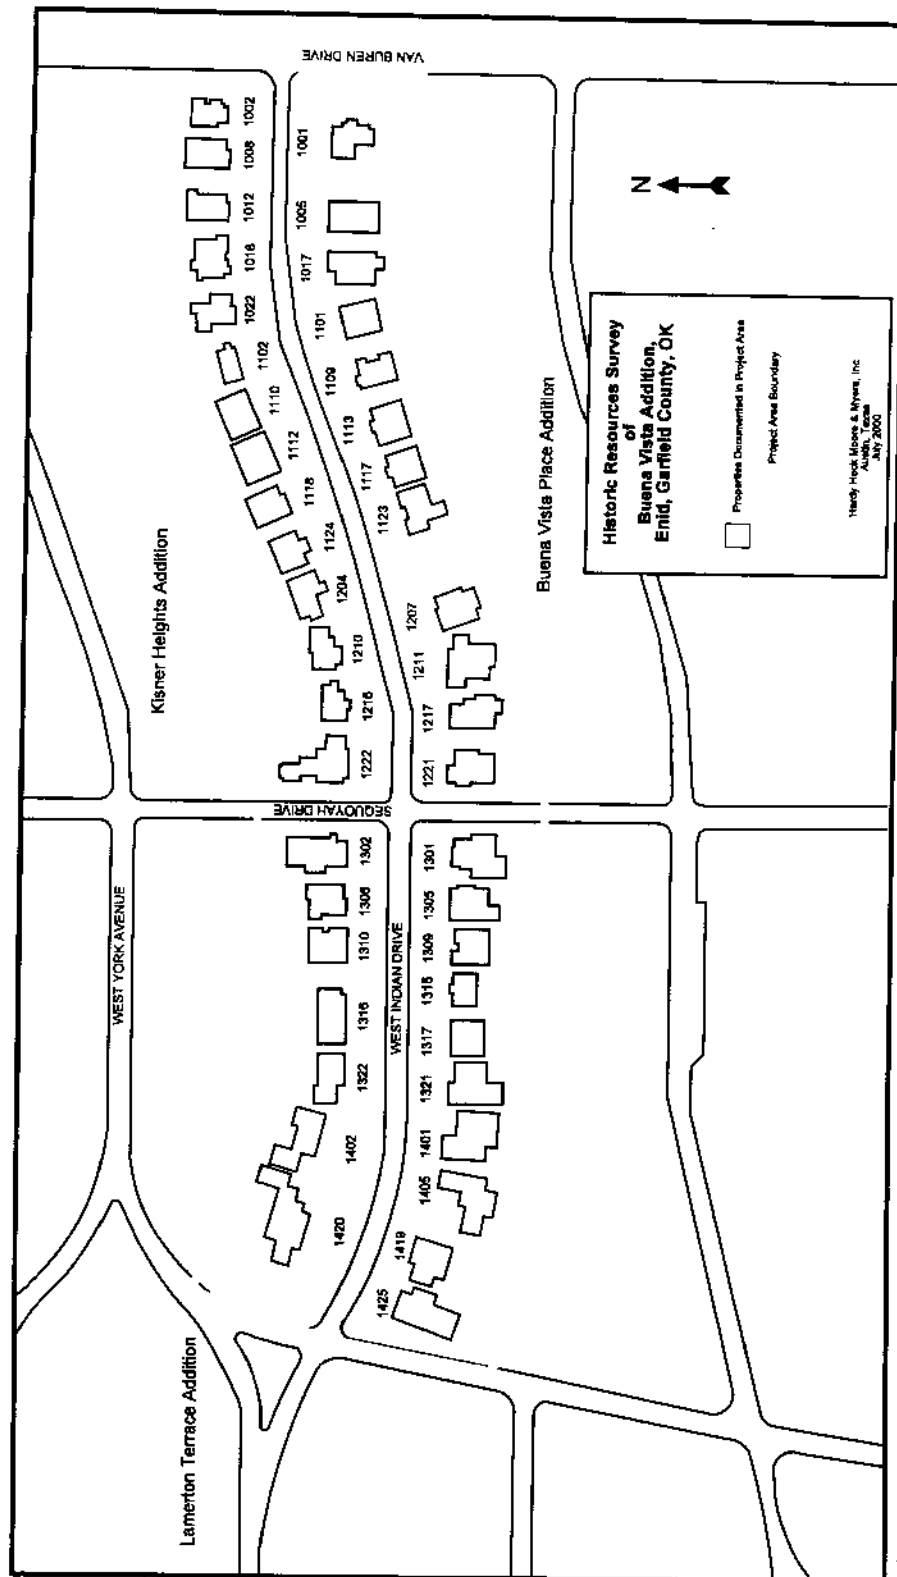 VAN BUREN DRIVE
1002
1008
1012
1016
1022
1102
1110
1112
1118
1124
1204
1210
1216
1222
1001
1005
1017
1101
1109
1113
1117
1123
1207
1211
1217
1221
Kisner Heights Addition
Buena Vista Place Addition
N
SEQUOYAH DRIVE
WEST YORK AVENUE
WEST INDIAN DRIVE
1302
1306
1310
1316
1322
1402
1420
1301
1305
1309
1315
1317
1321
1401
1405
1419
1425
Lamerton Terrace Addition
Historic Resources Survey
of
Buena Vista Addition,
Enid, Garfield County, OK
Properties Documented in Project Area
Project Area Boundary
Hardy Heck Moore & Myers, Inc
Austin, Texas
July 2000